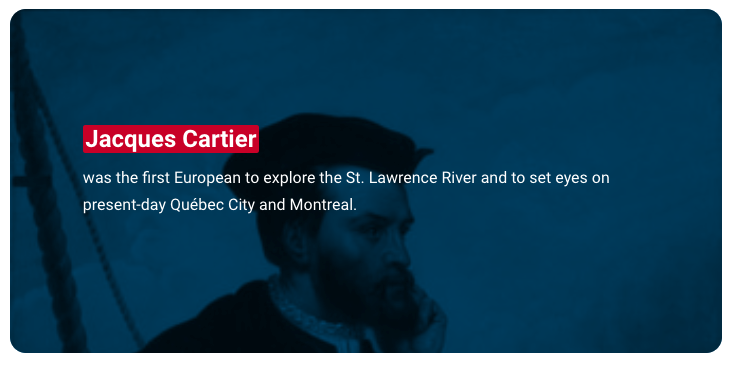 Jacques Cartier
was the first European to explore the St. Lawrence River and to set eyes on
present-day Québec City and Montreal.